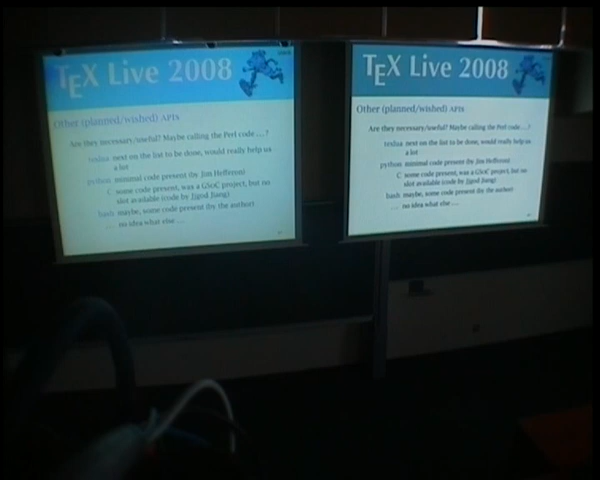 TEX Live 2008
Other (planned/wished) APIs
Are they necessary/useful? Maybe calling the Perl code ...?
texlua next on the list to be done, would really help us
a lot
python minimal code present (by Jim Hefferon)
C some code present, was a GSoC project, but no
slot available (code by Jjgod Jiang)
bash maybe, some code present (by the author)
... no idea what else ...
TEX Live 2008
Other (planned/wished) APIs
Are they necessary/useful? Maybe calling the Perl code ...?
texlua next on the list to be done, would really help us
a lot
python minimal code present (by Jim Hefferon)
C some code present, was a GSoC project, but no
slot available (code by Jjgod Jiang)
bash maybe, some code present (by the author)
... no idea what else ...